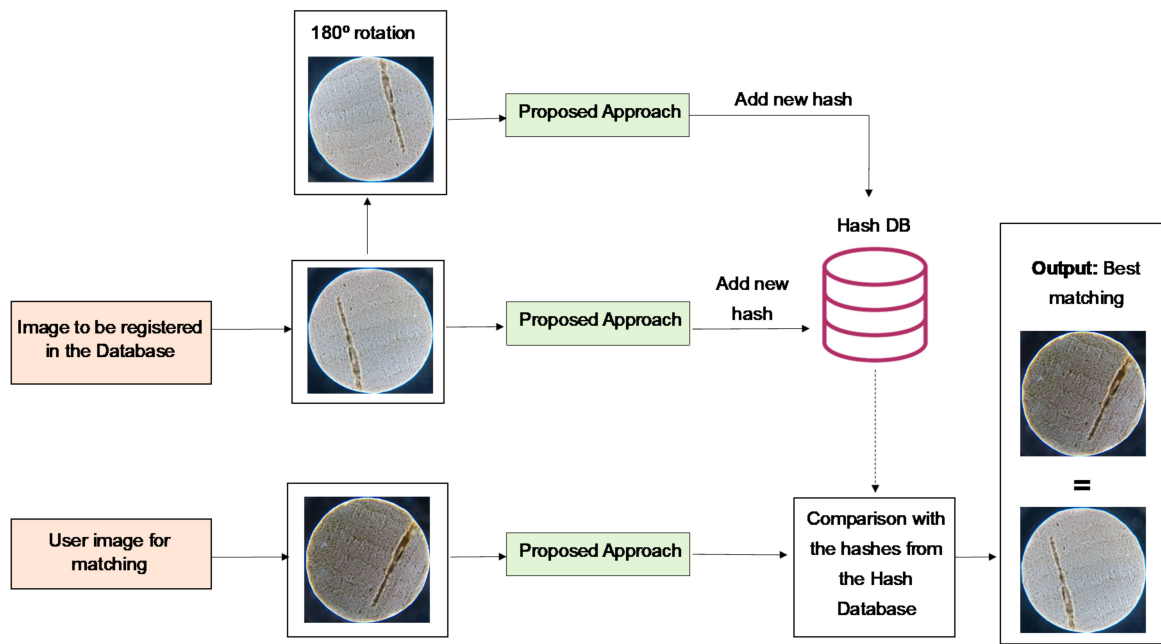 180º rotation
Proposed Approach
Add new hash
Hash DB
Image to be registered
in the Database
Proposed Approach
Add new
hash
Output: Best
matching
=
User image for
matching
Proposed Approach
Comparison with
the hashes from
the Hash
Database